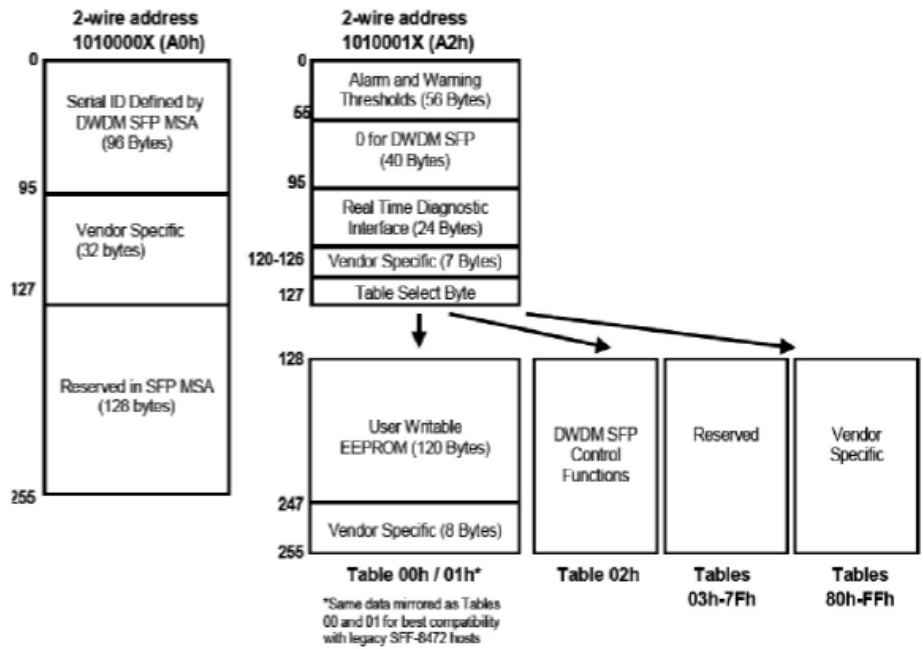 2-wire address
1010000X (A0h)
0
Serial ID Defined by
DWDM SFP MSA
(96 Bytes)
95
Vendor Specific
(32 bytes)
127
Reserved in SFP MSA
(128 bytes)
255
2-wire address
1010001X (A2h)
0
Alarm and Warning
Thresholds (56 Bytes)
55
0 for DWDM SFP
(40 Bytes)
95
Real Time Diagnostic
Interface (24 Bytes)
120-126
Vendor Specific (7 Bytes)
127
Table Select Byte
128
User Writable
EEPROM (120 Bytes)
247
Vendor Specific (8 Bytes)
255
Table 00h / 01h*
*Same data mirrored as Tables
00 and 01 for best compatibility
with legacy SFF-8472 hosts
DWDM SFP
Control
Functions
Table 02h
Reserved
Tables
03h-7Fh
Vendor
Specific
Tables
80h-FFh